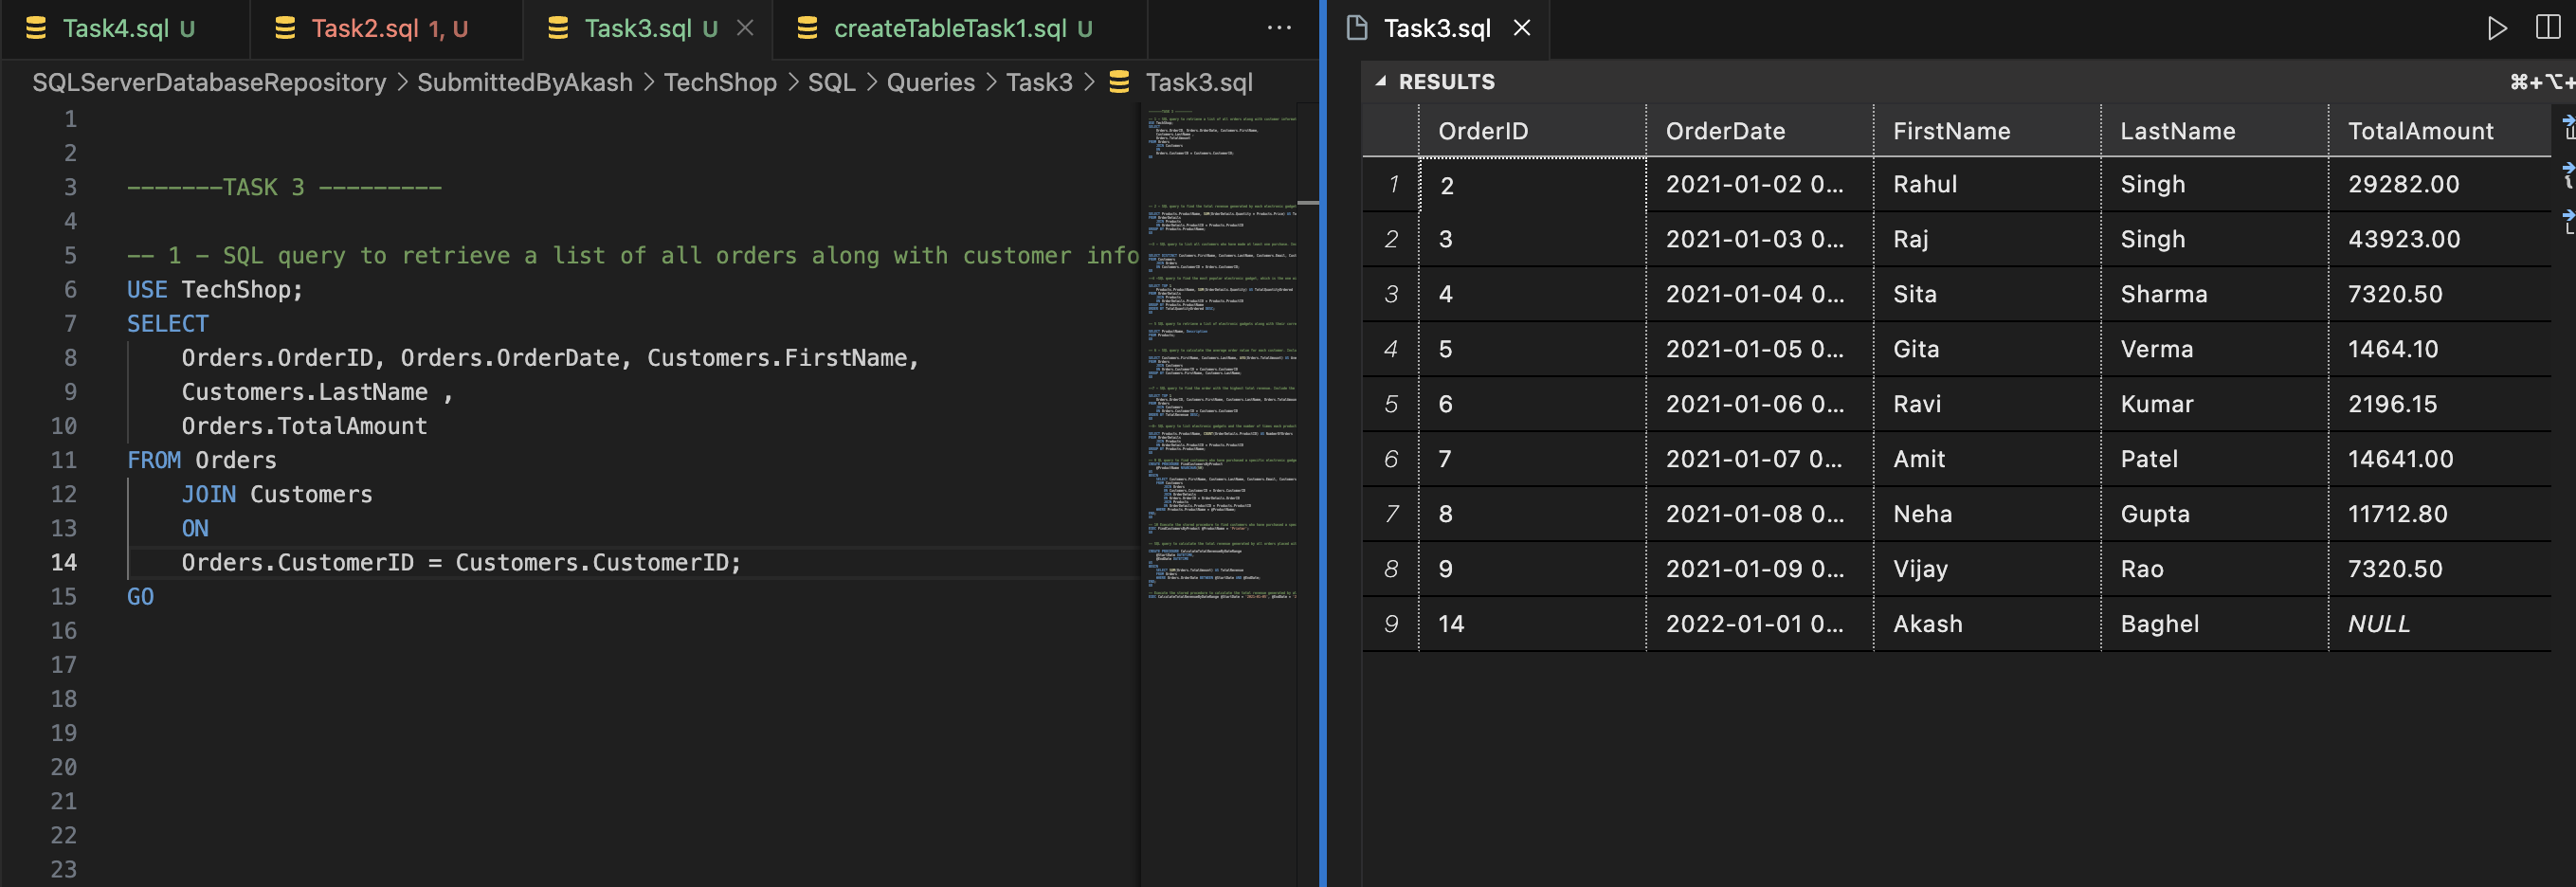 Task4.sql U
Task2.sql 1, U
Task3.sql U
createTableTask1.sql U
SQLServerDatabaseRepository > SubmittedByAkash > TechShop > SQL > Queries > Task3 > Task3.sql
1
2
3 -------TASK 3 ---------
4
5 -- 1 - SQL query to retrieve a list of all orders along with customer info
6 USE TechShop;
7 SELECT
8 Orders.OrderID, Orders.OrderDate, Customers.FirstName,
9 Customers.LastName ,
10 Orders.TotalAmount
11 FROM Orders
12 JOIN Customers
13 ON
14 Orders.CustomerID = Customers.CustomerID;
15 GO
16
17
18
19
20
21
22
23
Task3.sql
RESULTS ⌘+⌥+
OrderID OrderDate FirstName LastName TotalAmount
1 2 2021-01-02 0... Rahul Singh 29282.00
2 3 2021-01-03 0... Raj Singh 43923.00
3 4 2021-01-04 0... Sita Sharma 7320.50
4 5 2021-01-05 0... Gita Verma 1464.10
5 6 2021-01-06 0... Ravi Kumar 2196.15
6 7 2021-01-07 0... Amit Patel 14641.00
7 8 2021-01-08 0... Neha Gupta 11712.80
8 9 2021-01-09 0... Vijay Rao 7320.50
9 14 2022-01-01 0... Akash Baghel NULL